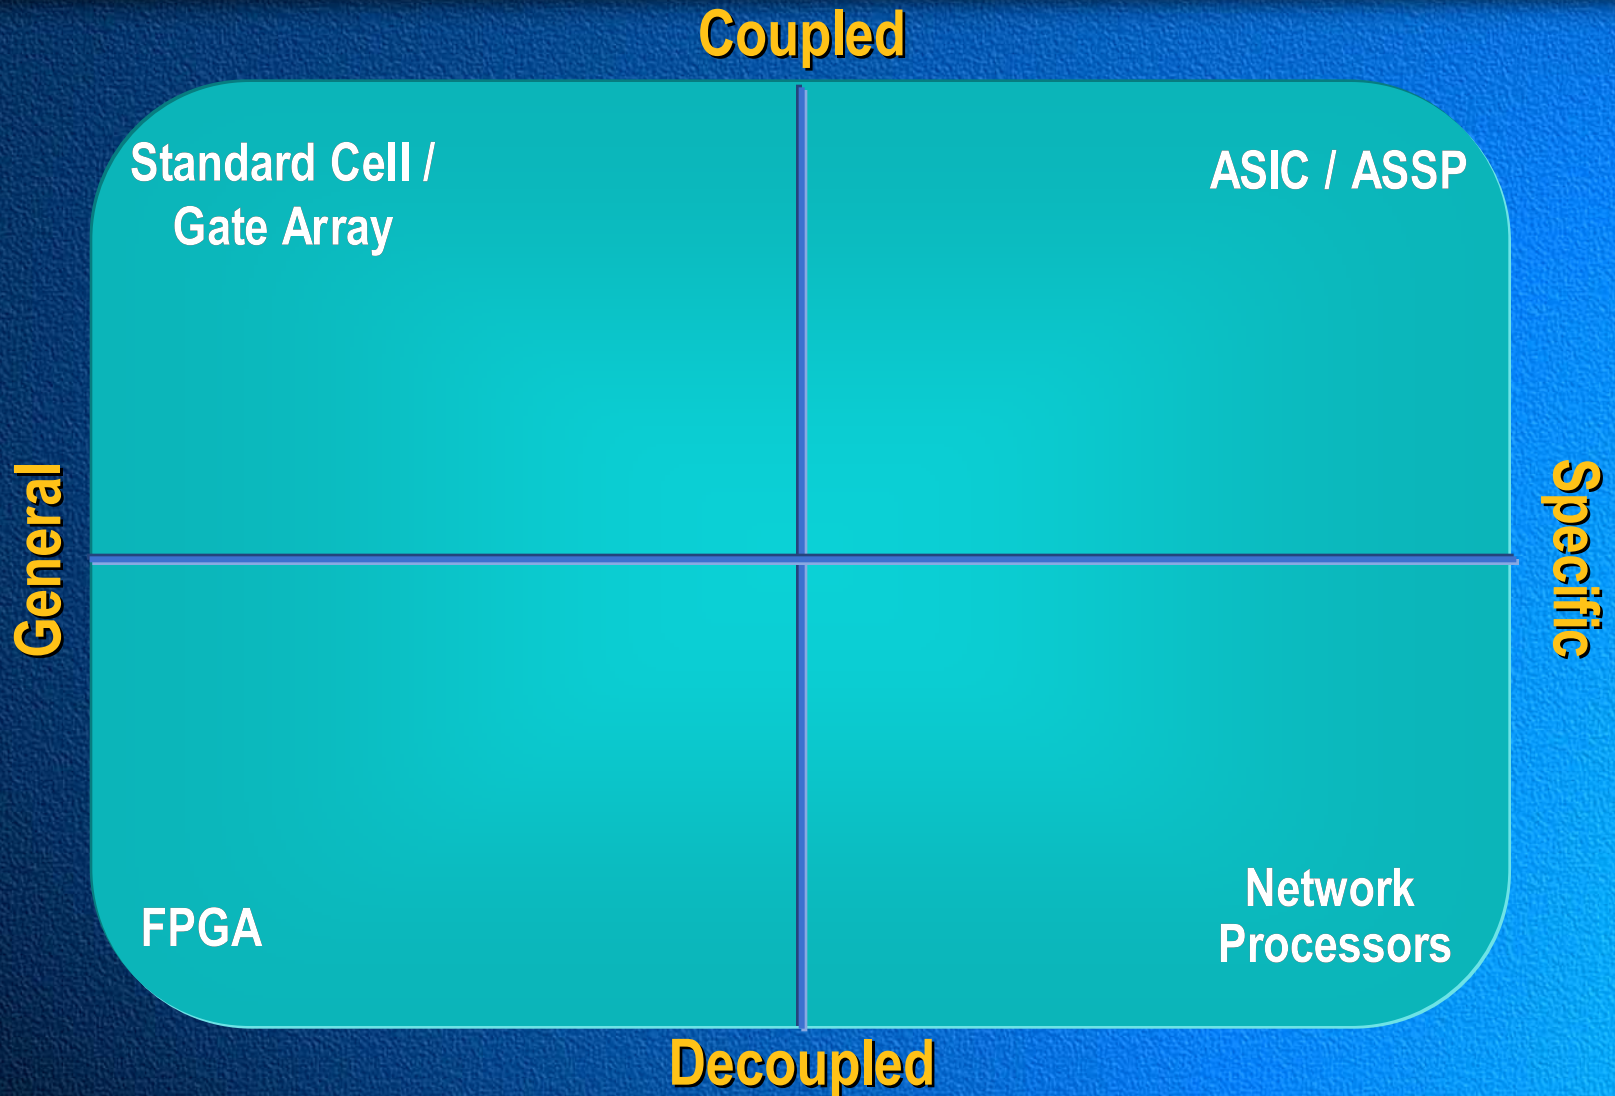 Coupled
Standard Cell /
Gate Array
ASIC / ASSP
General
Specific
FPGA
Network
Processors
Decoupled